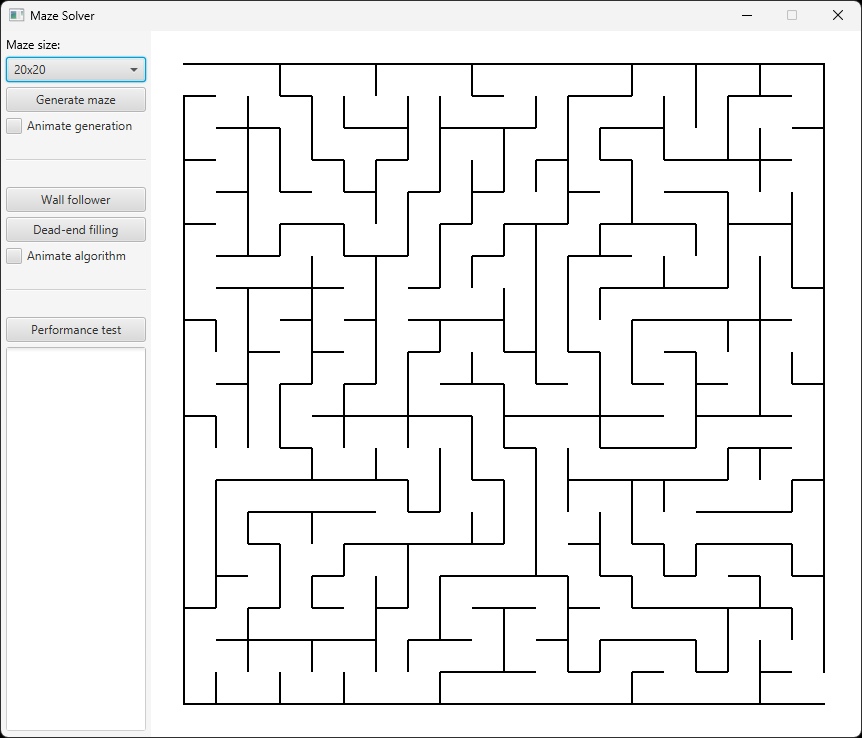 Maze Solver
Maze size:
20x20
Generate maze
Animate generation
Wall follower
Dead-end filling
Animate algorithm
Performance test